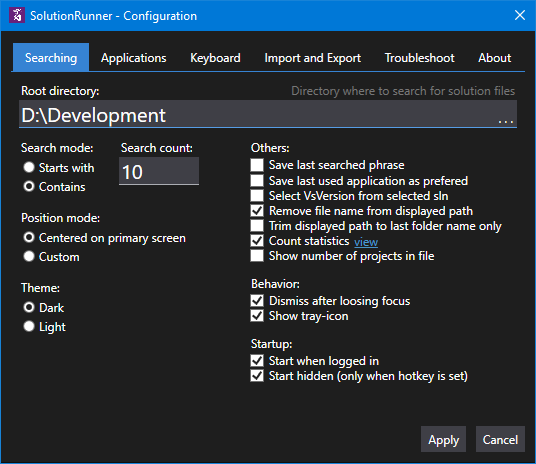 SolutionRunner - Configuration
Searching Applications Keyboard Import and Export Troubleshoot About
Root directory: Directory where to search for solution files
D:\Development ...
Search mode:
Starts with
Contains
Search count:
10
Position mode:
Centered on primary screen
Custom
Theme:
Dark
Light
Others:
Save last searched phrase
Save last used application as prefered
Select VsVersion from selected sln
Remove file name from displayed path
Trim displayed path to last folder name only
Count statistics view
Show number of projects in file
Behavior:
Dismiss after loosing focus
Show tray-icon
Startup:
Start when logged in
Start hidden (only when hotkey is set)
Apply Cancel